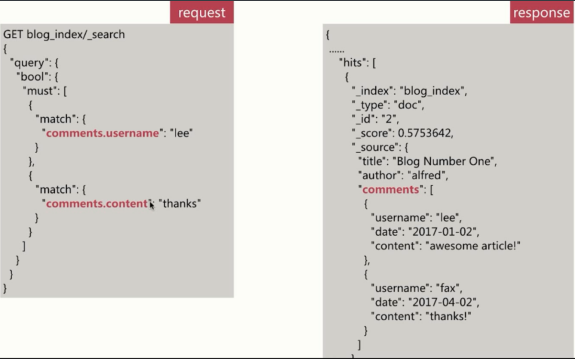 request
GET blog_index/_search
{
"query": {
"bool": {
"must": [
{
"match": {
"comments.username": "lee"
}
},
{
"match": {
"comments.content": "thanks"
}
}
]
}
}
}
response
{
......
"hits": [
{
"_index": "blog_index",
"_type": "doc",
"_id": "2",
"_score": 0.5753642,
"_source": {
"title": "Blog Number One",
"author": "alfred",
"comments": [
{
"username": "lee",
"date": "2017-01-02",
"content": "awesome article!"
},
{
"username": "fax",
"date": "2017-04-02",
"content": "thanks!"
}
]
}